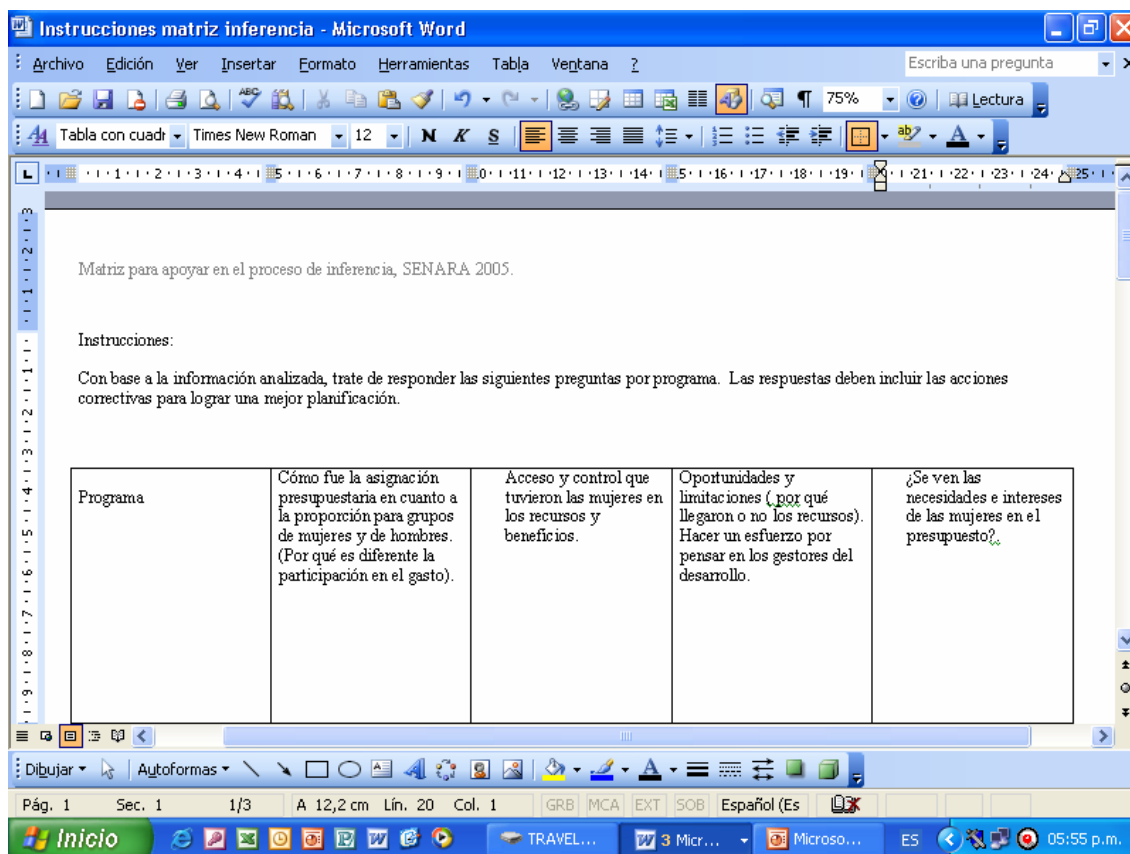 Instrucciones matriz inferencia - Microsoft Word
Archivo Edición Ver Insertar Formato Herramientas Tabla Ventana ?
Escriba una pregunta
75%
Lectura
Tabla con cuadr
Times New Roman
12
N K S
Matriz para apoyar en el proceso de inferencia, SENARA 2005.
Instrucciones:
Con base a la información analizada, trate de responder las siguientes preguntas por programa. Las respuestas deben incluir las acciones
correctivas para lograr una mejor planificación.
Programa
Cómo fue la asignación
presupuestaria en cuanto a
la proporción para grupos
de mujeres y de hombres.
(Por qué es diferente la
participación en el gasto).
Acceso y control que
tuvieron las mujeres en
los recursos y
beneficios.
Oportunidades y
limitaciones ( por qué
llegaron o no los recursos).
Hacer un esfuerzo por
pensar en los gestores del
desarrollo.
¿Se ven las
necesidades e intereses
de las mujeres en el
presupuesto?.
Dibujar
Autoformas
Pág. 1 Sec. 1 1/3 A 12,2 cm Lín. 20 Col. 1 GRB MCA EXT SOB Español (Es
Inicio
TRAVEL...
3 Micr...
Microso...
ES
05:55 p.m.